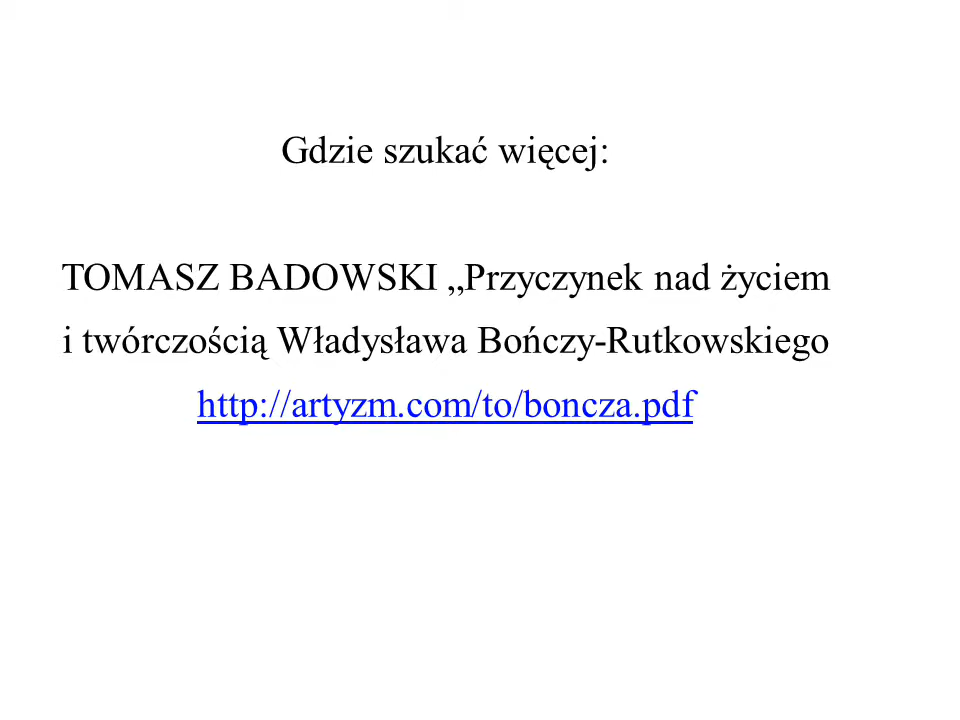 Gdzie szukać więcej:
TOMASZ BADOWSKI „Przyczynek nad życiem
i twórczością Władysława Bończy-Rutkowskiego
http://artyzm.com/to/boncza.pdf